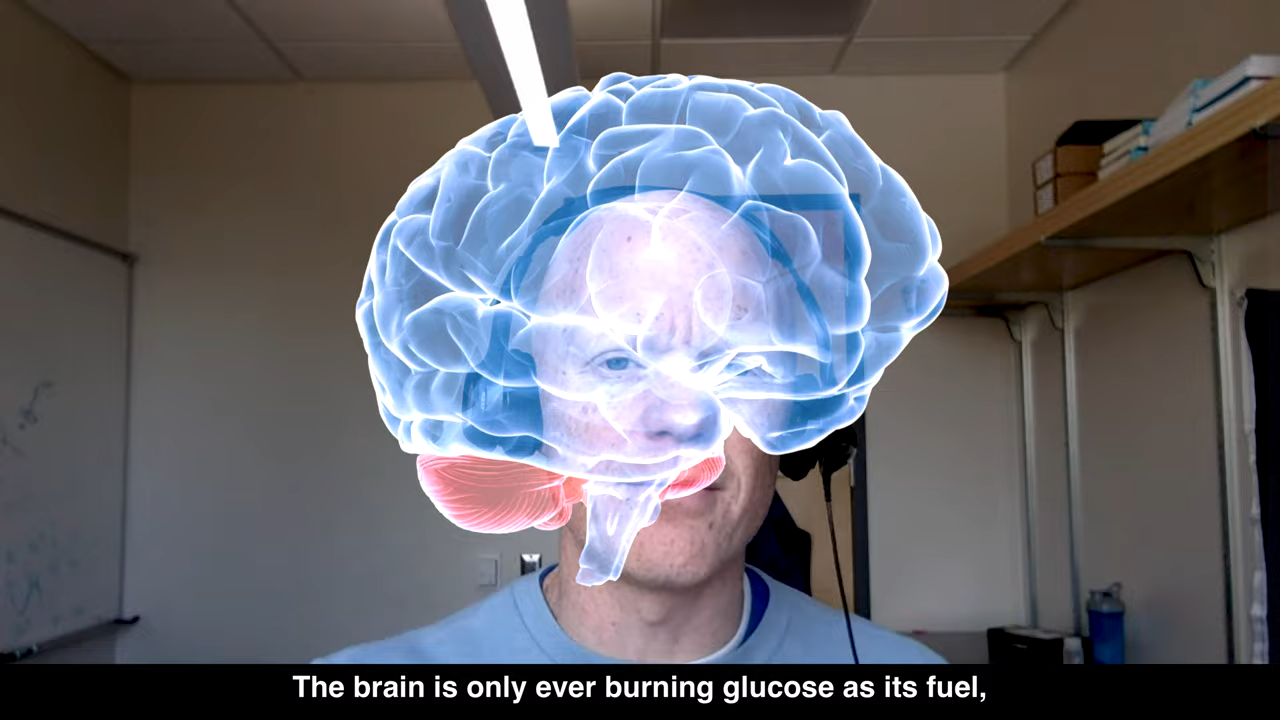 The brain is only ever burning glucose as its fuel,